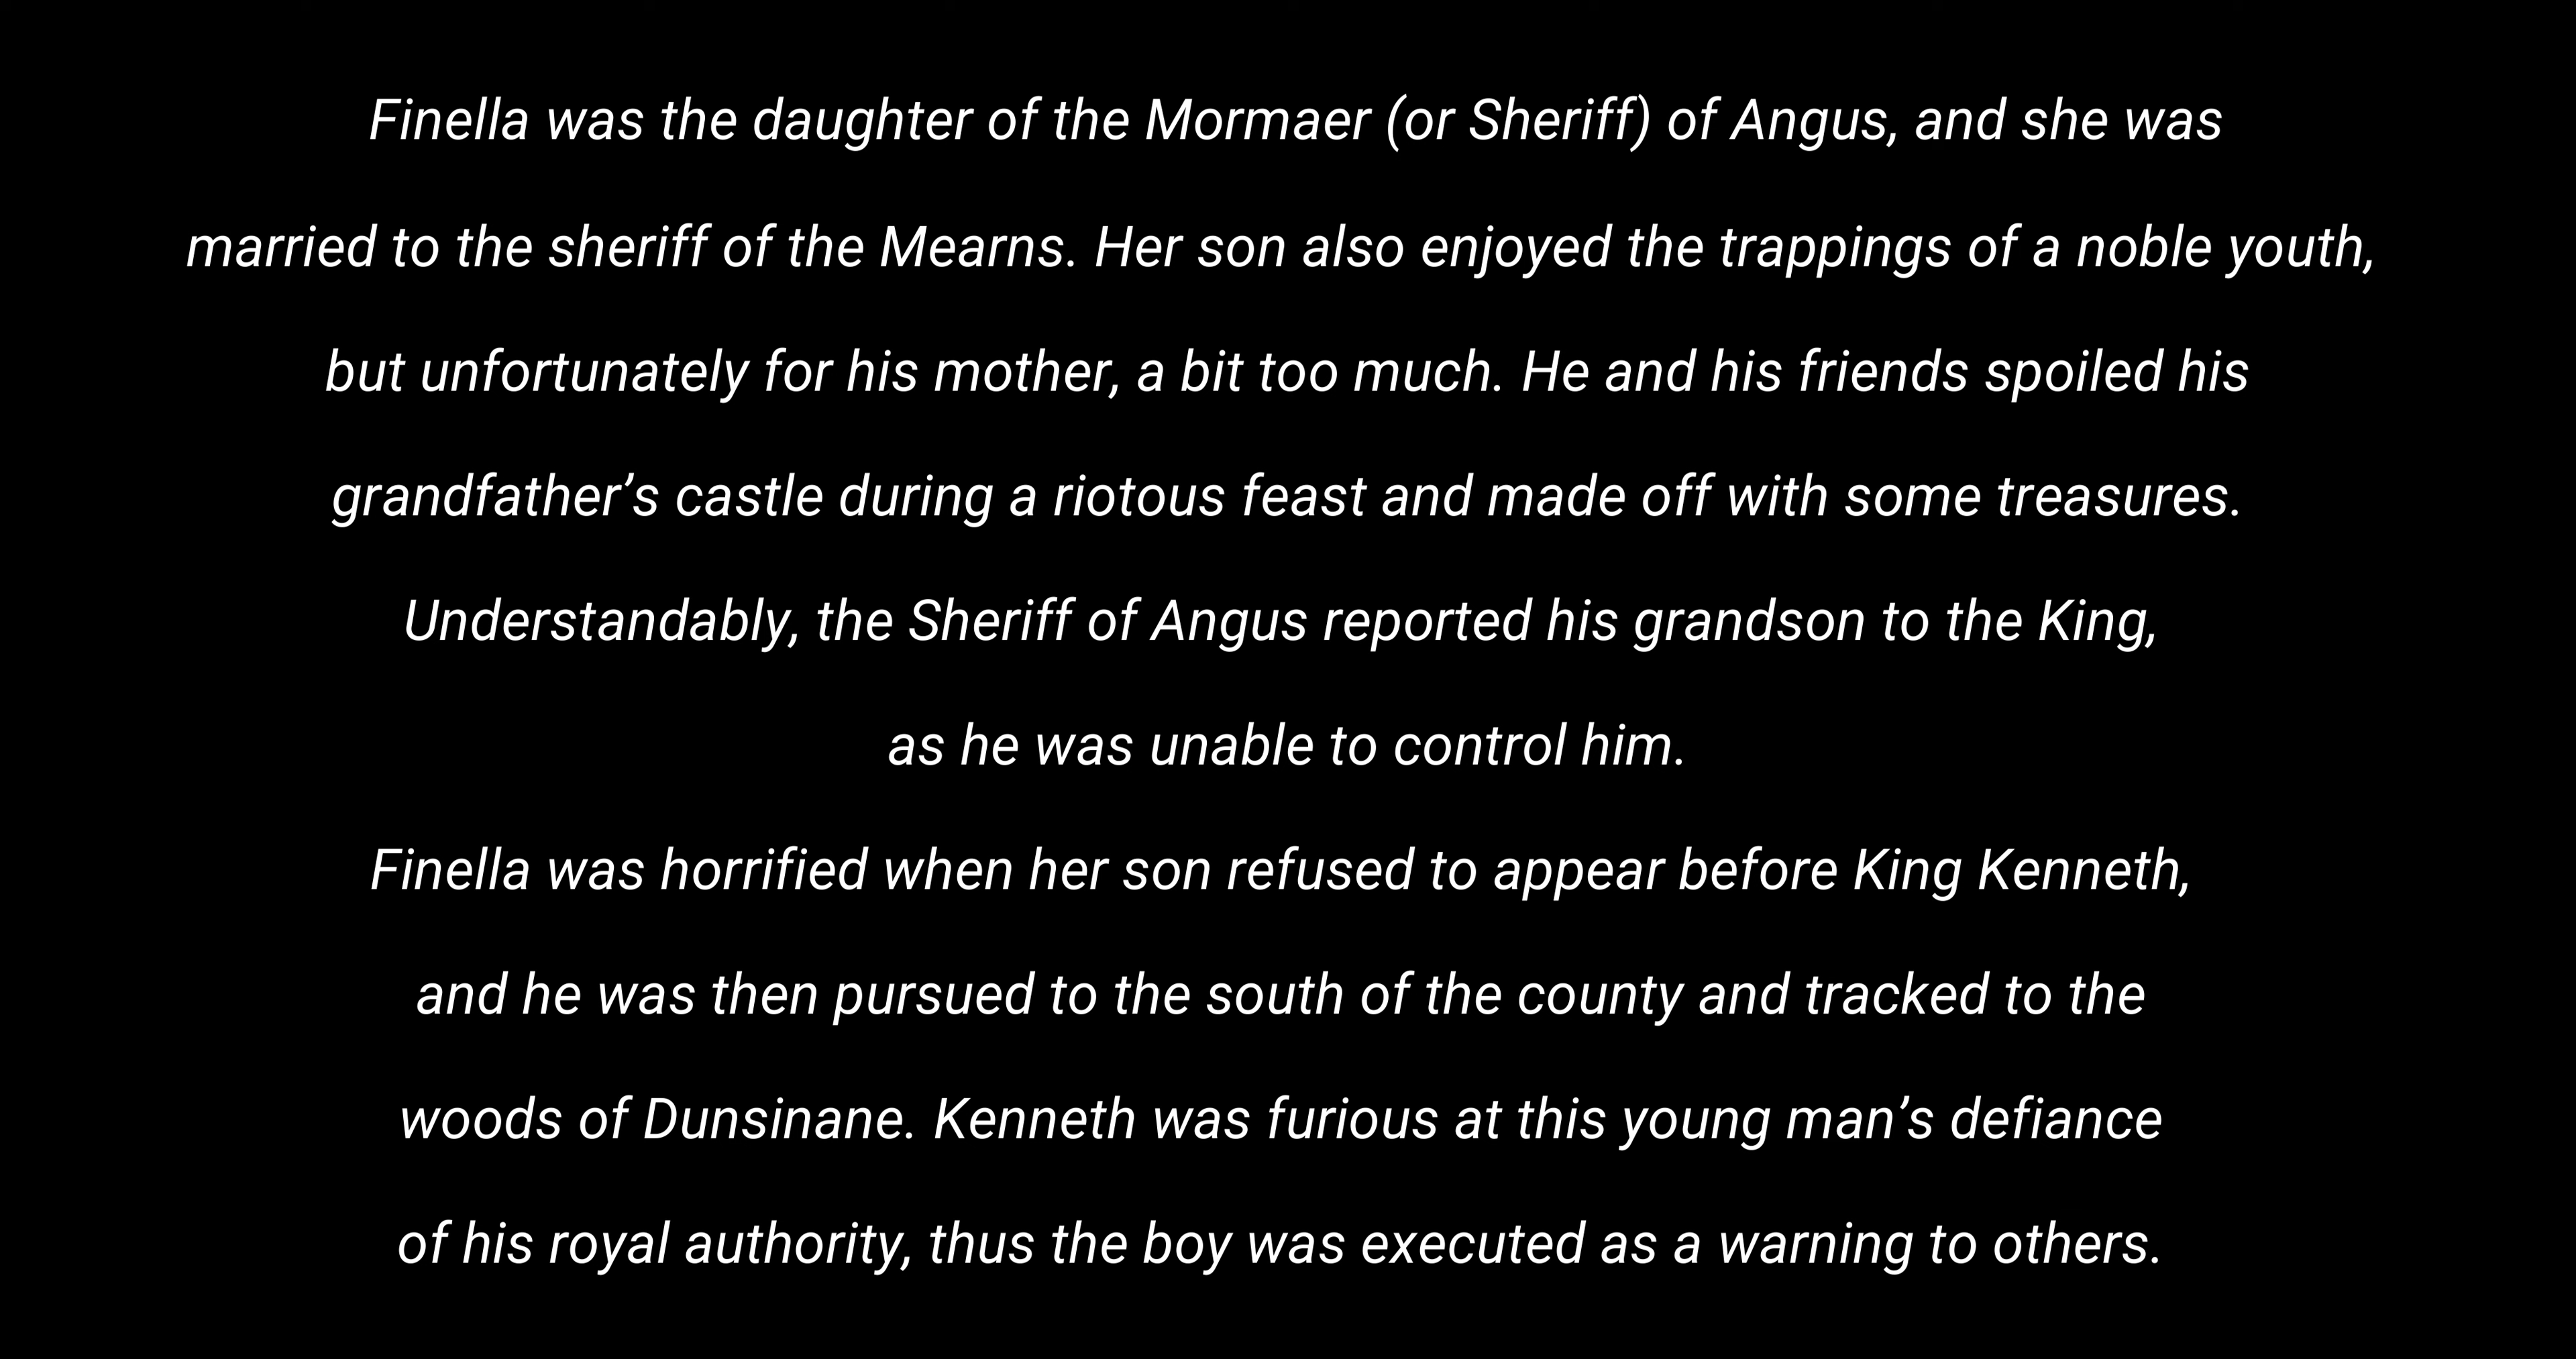 Finella was the daughter of the Mormaer (or Sheriff) of Angus, and she was
married to the sheriff of the Mearns. Her son also enjoyed the trappings of a noble youth,
but unfortunately for his mother, a bit too much. He and his friends spoiled his
grandfather’s castle during a riotous feast and made off with some treasures.
Understandably, the Sheriff of Angus reported his grandson to the King,
as he was unable to control him.
Finella was horrified when her son refused to appear before King Kenneth,
and he was then pursued to the south of the county and tracked to the
woods of Dunsinane. Kenneth was furious at this young man’s defiance
of his royal authority, thus the boy was executed as a warning to others.